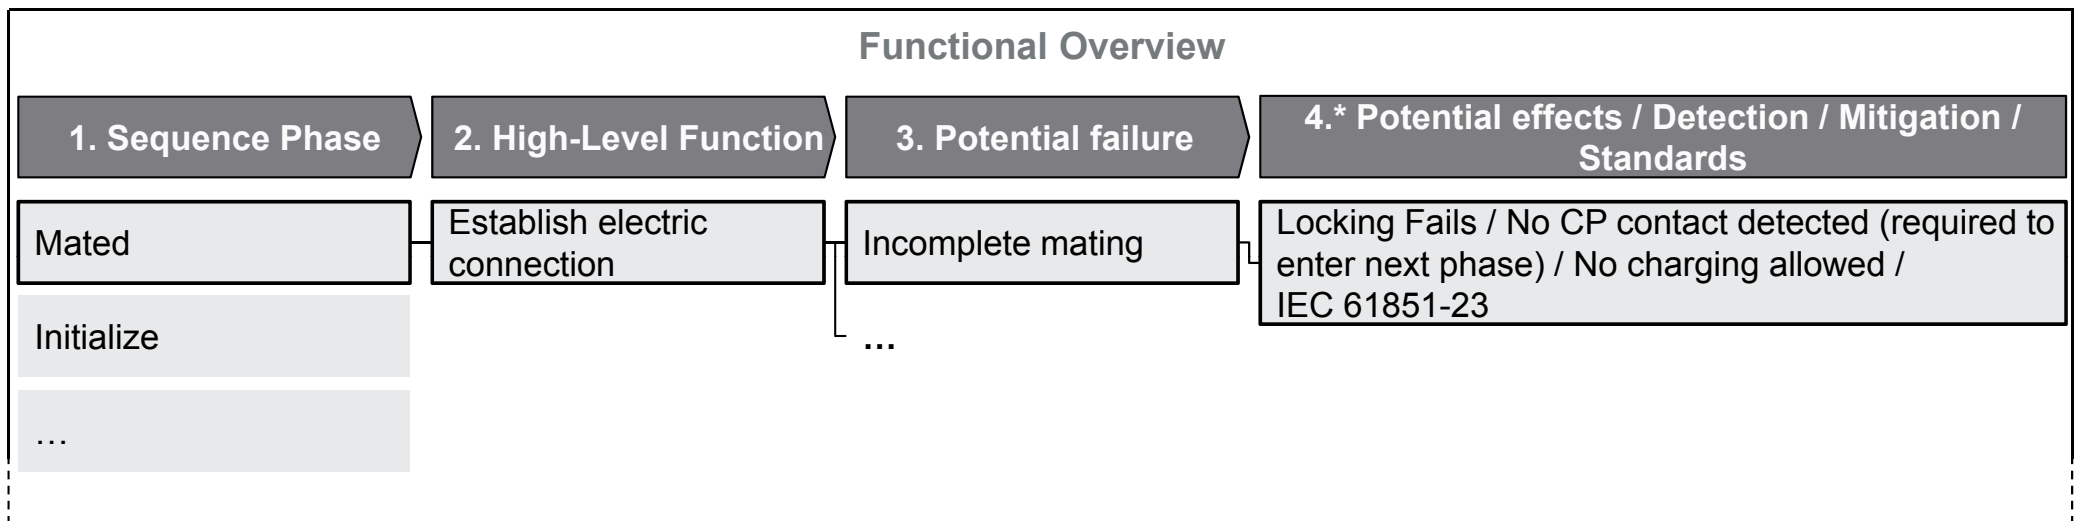 Functional Overview
1. Sequence Phase
2. High-Level Function
3. Potential failure
4.* Potential effects / Detection / Mitigation /
Standards
Mated
Establish electric
connection
Incomplete mating
Locking Fails / No CP contact detected (required to
enter next phase) / No charging allowed /
IEC 61851-23
Initialize
...
...